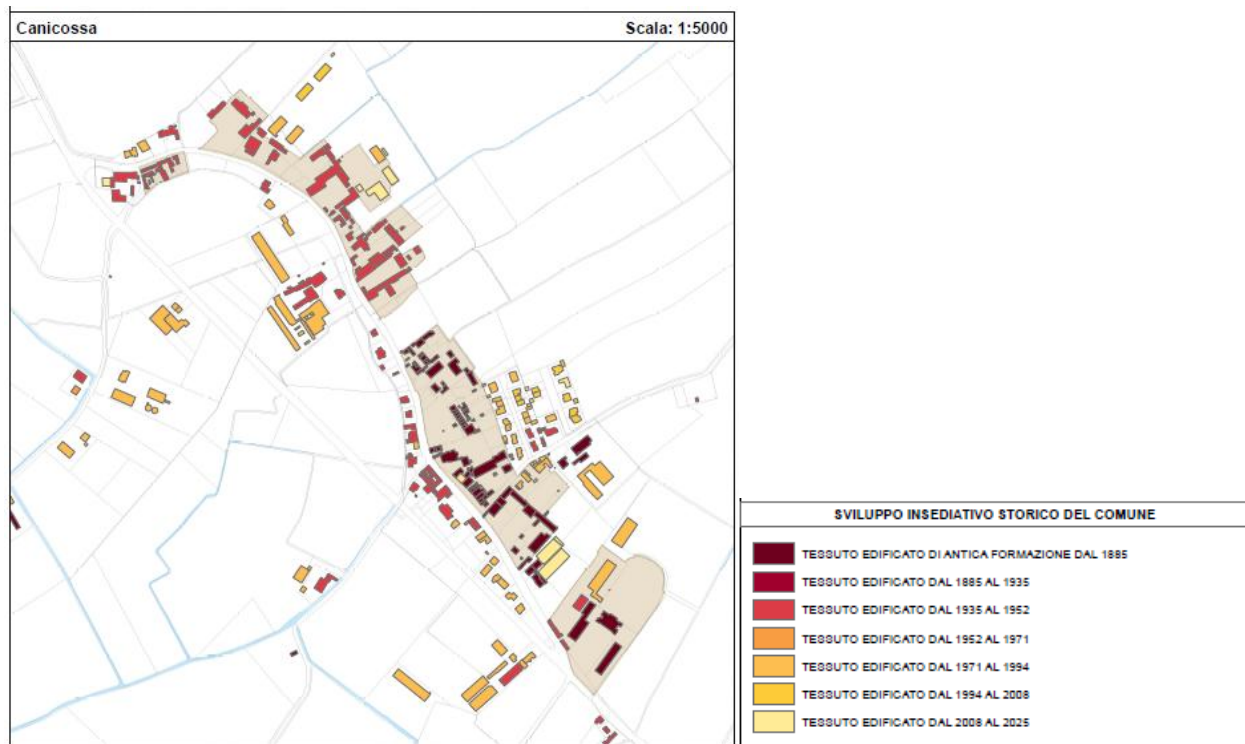 Canicossa
Scala: 1:5000
SVILUPPO INSEDIATIVO STORICO DEL COMUNE
TESSUTO EDIFICATO DI ANTICA FORMAZIONE DAL 1885
TESSUTO EDIFICATO DAL 1885 AL 1935
TESSUTO EDIFICATO DAL 1935 AL 1952
TESSUTO EDIFICATO DAL 1952 AL 1971
TESSUTO EDIFICATO DAL 1971 AL 1994
TESSUTO EDIFICATO DAL 1994 AL 2008
TESSUTO EDIFICATO DAL 2008 AL 2025